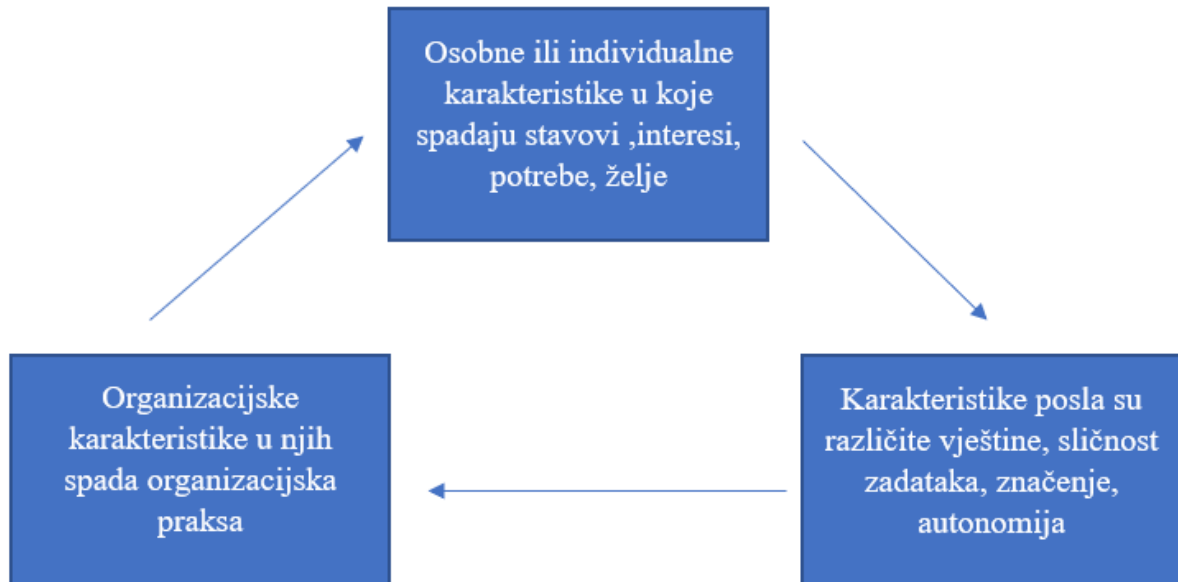 Osobne ili individualne
karakteristike u koje
spadaju stavovi ,interesi,
potrebe, želje
Organizacijske
karakteristike u njih
spada organizacijska
praksa
Karakteristike posla su
različite vještine, sličnost
zadataka, značenje,
autonomija